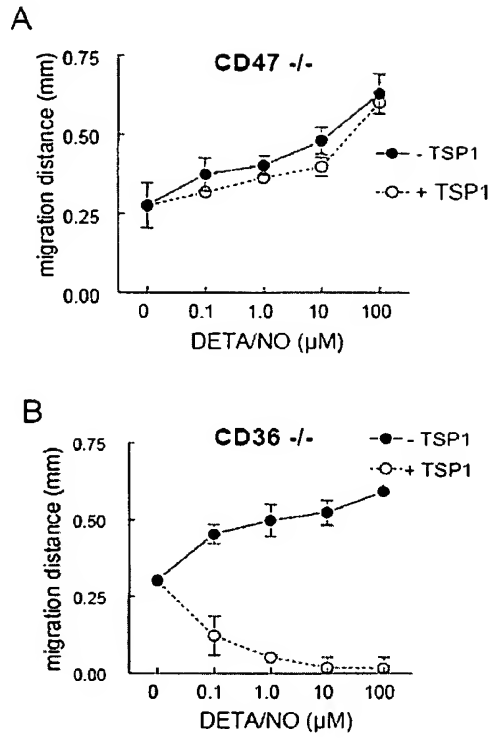 A
CD47 -/-
migration distance (mm)
0.75
0.50
0.25
0.00
- TSP1
+ TSP1
0 0.1 1.0 10 100
DETA/NO (µM)
B
CD36 -/-
- TSP1
+ TSP1
migration distance (mm)
0.75
0.50
0.25
0.00
0 0.1 1.0 10 100
DETA/NO (µM)